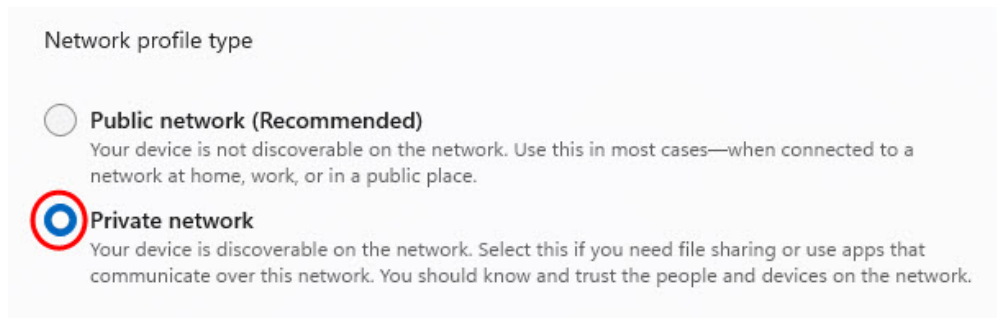 Network profile type
Public network (Recommended)
Your device is not discoverable on the network. Use this in most cases—when connected to a
network at home, work, or in a public place.
Private network
Your device is discoverable on the network. Select this if you need file sharing or use apps that
communicate over this network. You should know and trust the people and devices on the network.